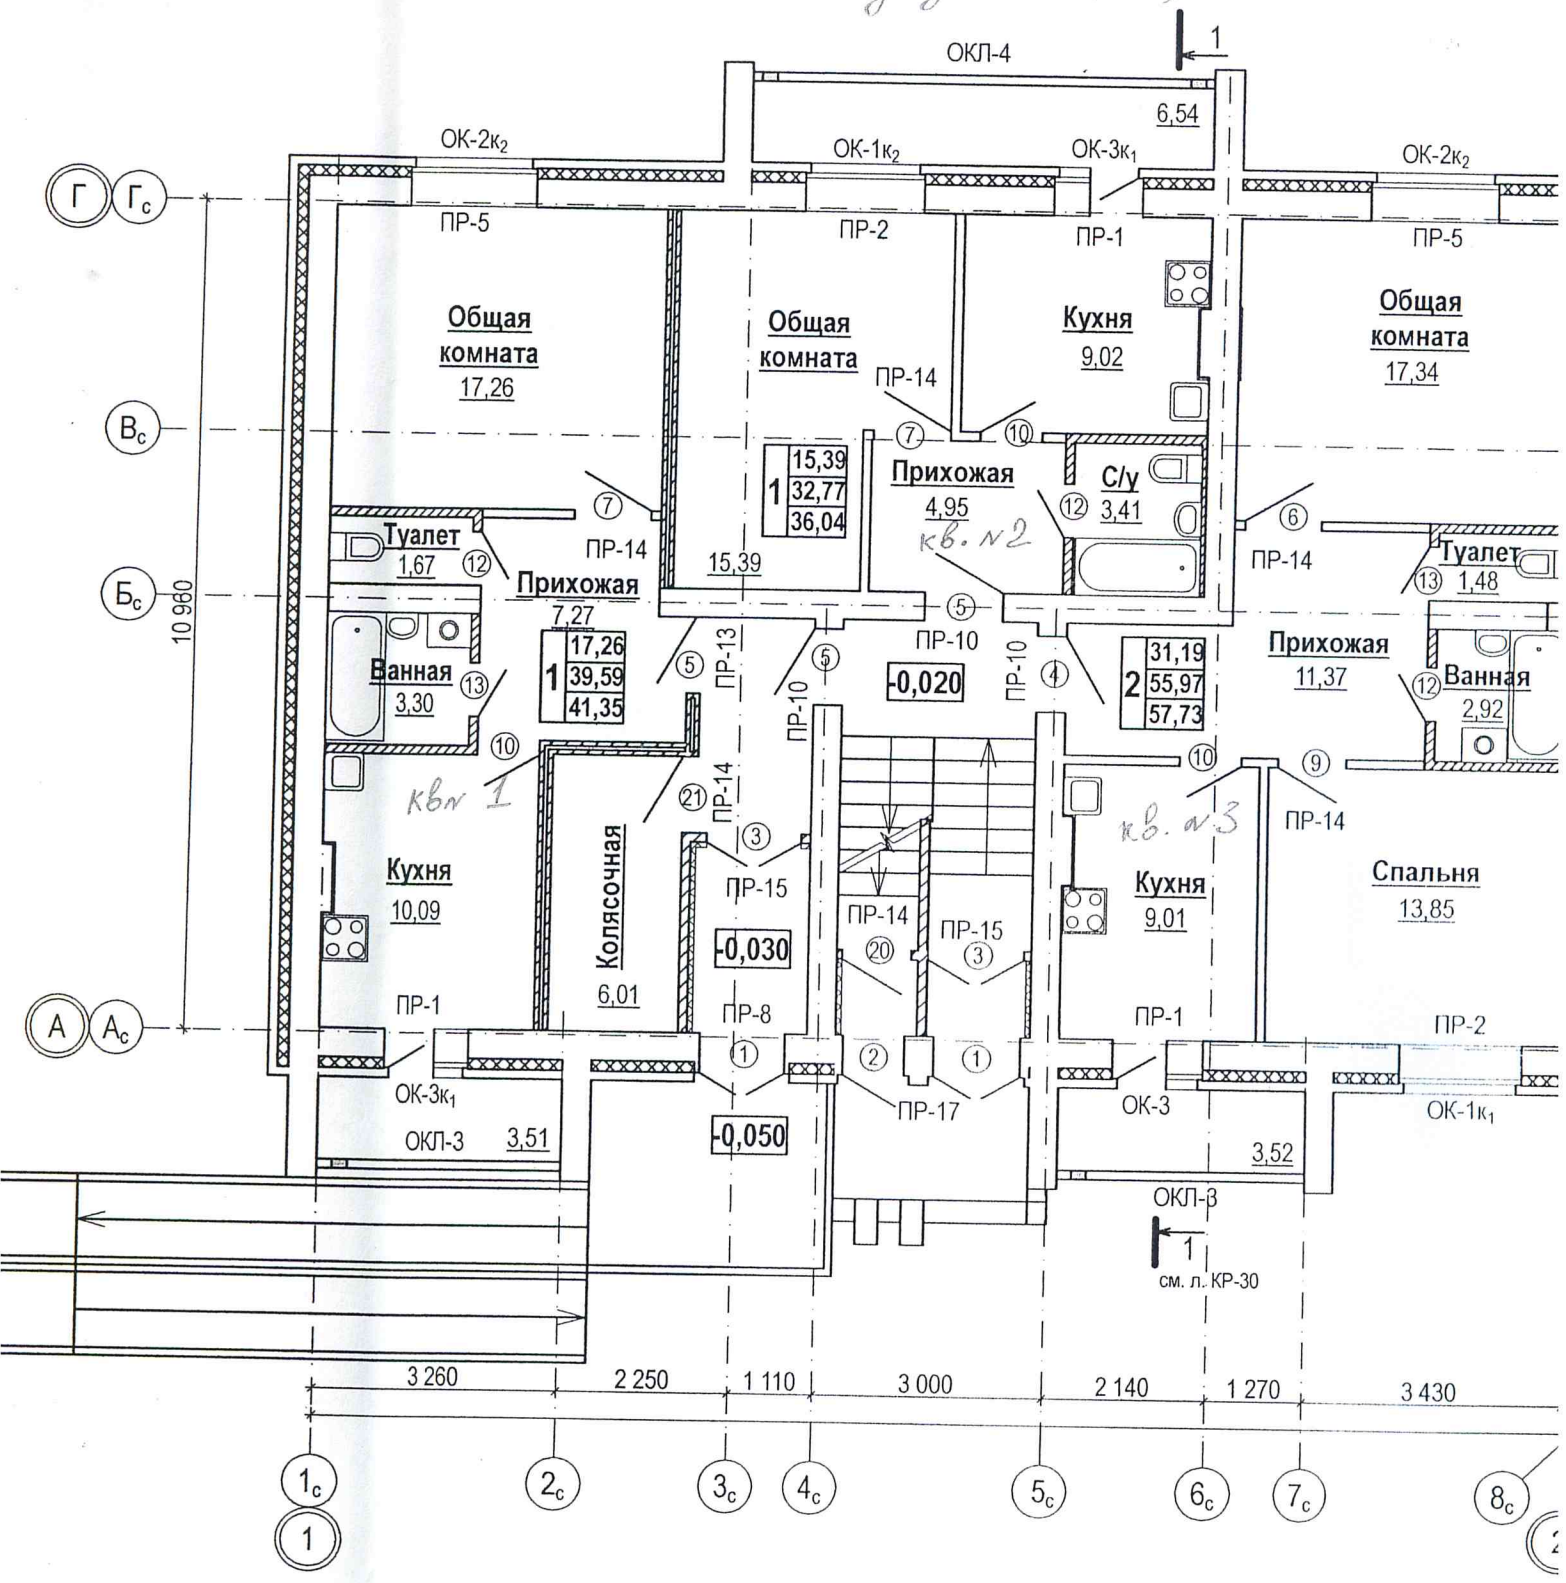 1
ОКЛ-4
6,54
ОК-2к₂
ОК-1к₂
ОК-3к₁
ОК-2к₂
Г
Гс
ПР-5
ПР-2
ПР-1
ПР-5
Общая
комната
17,26
Общая
комната
Кухня
9,02
Общая
комната
17,34
ПР-14
Вс
7
10
15,39
1
32,77
36,04
Прихожая
4,95
С/у
3,41
12
кв. №2
7
6
Туалет
1,67
12
ПР-14
15,39
ПР-14
Туалет
1,48
13
Бс
10 960
Прихожая
7,27
5
17,26
1
39,59
41,35
5
ПР-13
5
ПР-10
ПР-10
-0,020
ПР-10
4
31,19
2
55,97
57,73
Прихожая
11,37
Ванная
3,30
13
12
Ванная
2,92
10
10
9
кв№ 1
21
ПР-14
3
кв. №3
ПР-14
Кухня
10,09
Колясочная
6,01
ПР-15
ПР-14
20
ПР-15
3
Кухня
9,01
Спальня
13,85
-0,030
А
Ас
ПР-1
ПР-8
ПР-1
ПР-2
1
2
1
ОК-3к₁
ПР-17
ОК-3
ОК-1к₁
ОКЛ-3
3,51
-0,050
3,52
ОКЛ-3
1
см. л. КР-30
3 260
2 250
1 110
3 000
2 140
1 270
3 430
1с
2с
3с
4с
5с
6с
7с
8с
1
2